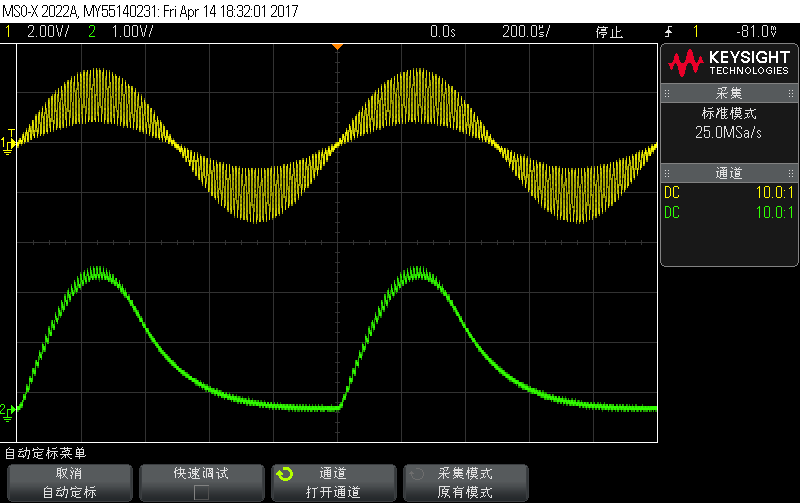 MSO-X 2022A, MY55140231: Fri Apr 14 18:32:01 2017
1 2.00V/ 2 1.00V/ 0.0s 200.0㎲/ 停止 1 -81.0♈
KEYSIGHT
TECHNOLOGIES
采集
标准模式
25.0MSa/s
通道
DC 10.0:1
DC 10.0:1
T
1
2
自动定标菜单
取消
自动定标
快速调试
通道
打开通道
采集模式
原有模式